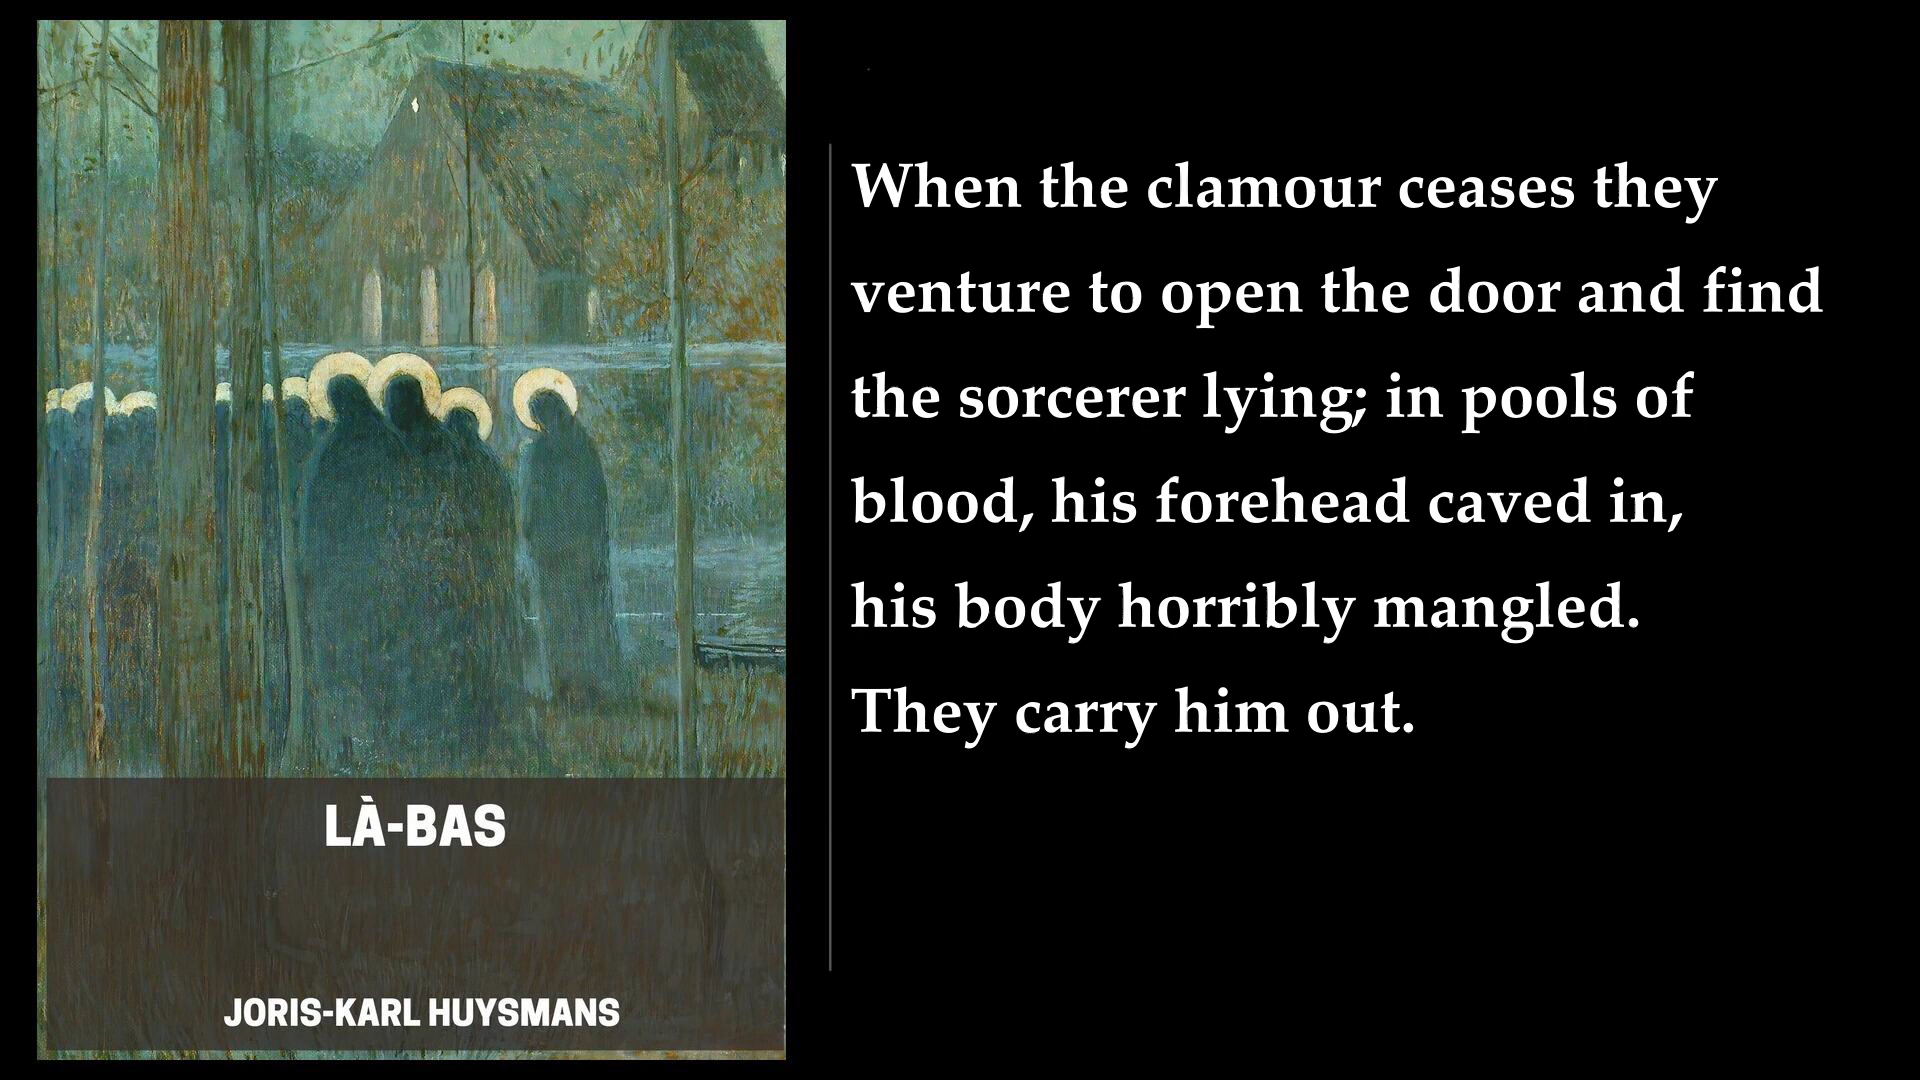 LÀ-BAS
JORIS-KARL HUYSMANS
When the clamour ceases they
venture to open the door and find
the sorcerer lying; in pools of
blood, his forehead caved in,
his body horribly mangled.
They carry him out.